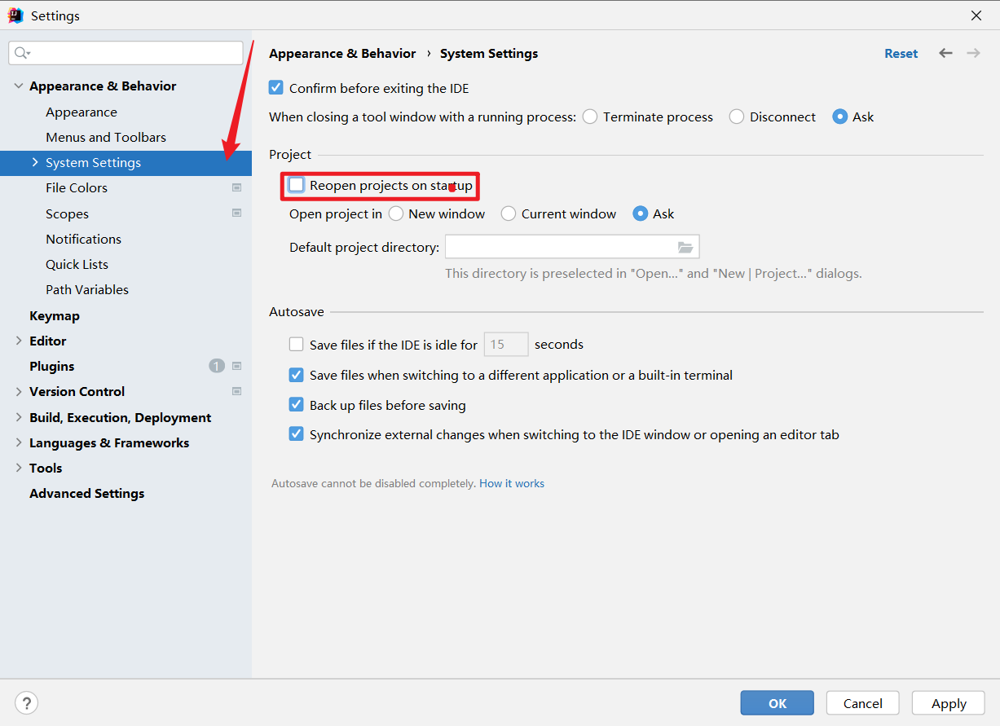 Settings
Appearance & Behavior
Appearance
Menus and Toolbars
System Settings
File Colors
Scopes
Notifications
Quick Lists
Path Variables
Keymap
Editor
Plugins 1
Version Control
Build, Execution, Deployment
Languages & Frameworks
Tools
Advanced Settings
Appearance & Behavior › System Settings Reset
Confirm before exiting the IDE
When closing a tool window with a running process: Terminate process Disconnect Ask
Project
Reopen projects on startup
Open project in New window Current window Ask
Default project directory:
This directory is preselected in "Open..." and "New | Project..." dialogs.
Autosave
Save files if the IDE is idle for 15 seconds
Save files when switching to a different application or a built-in terminal
Back up files before saving
Synchronize external changes when switching to the IDE window or opening an editor tab
Autosave cannot be disabled completely. How it works
? OK Cancel Apply